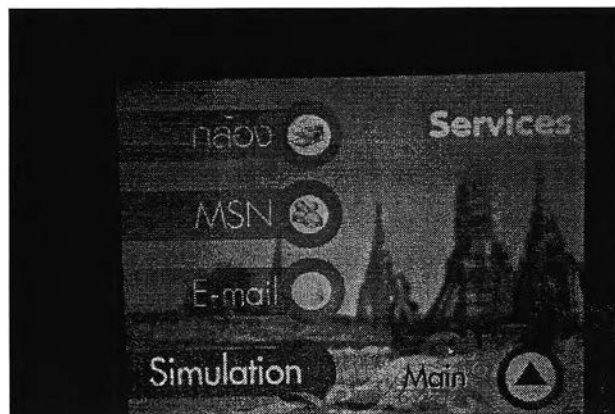 กล้อง
Services
MSN
E-mail
Simulation
Main